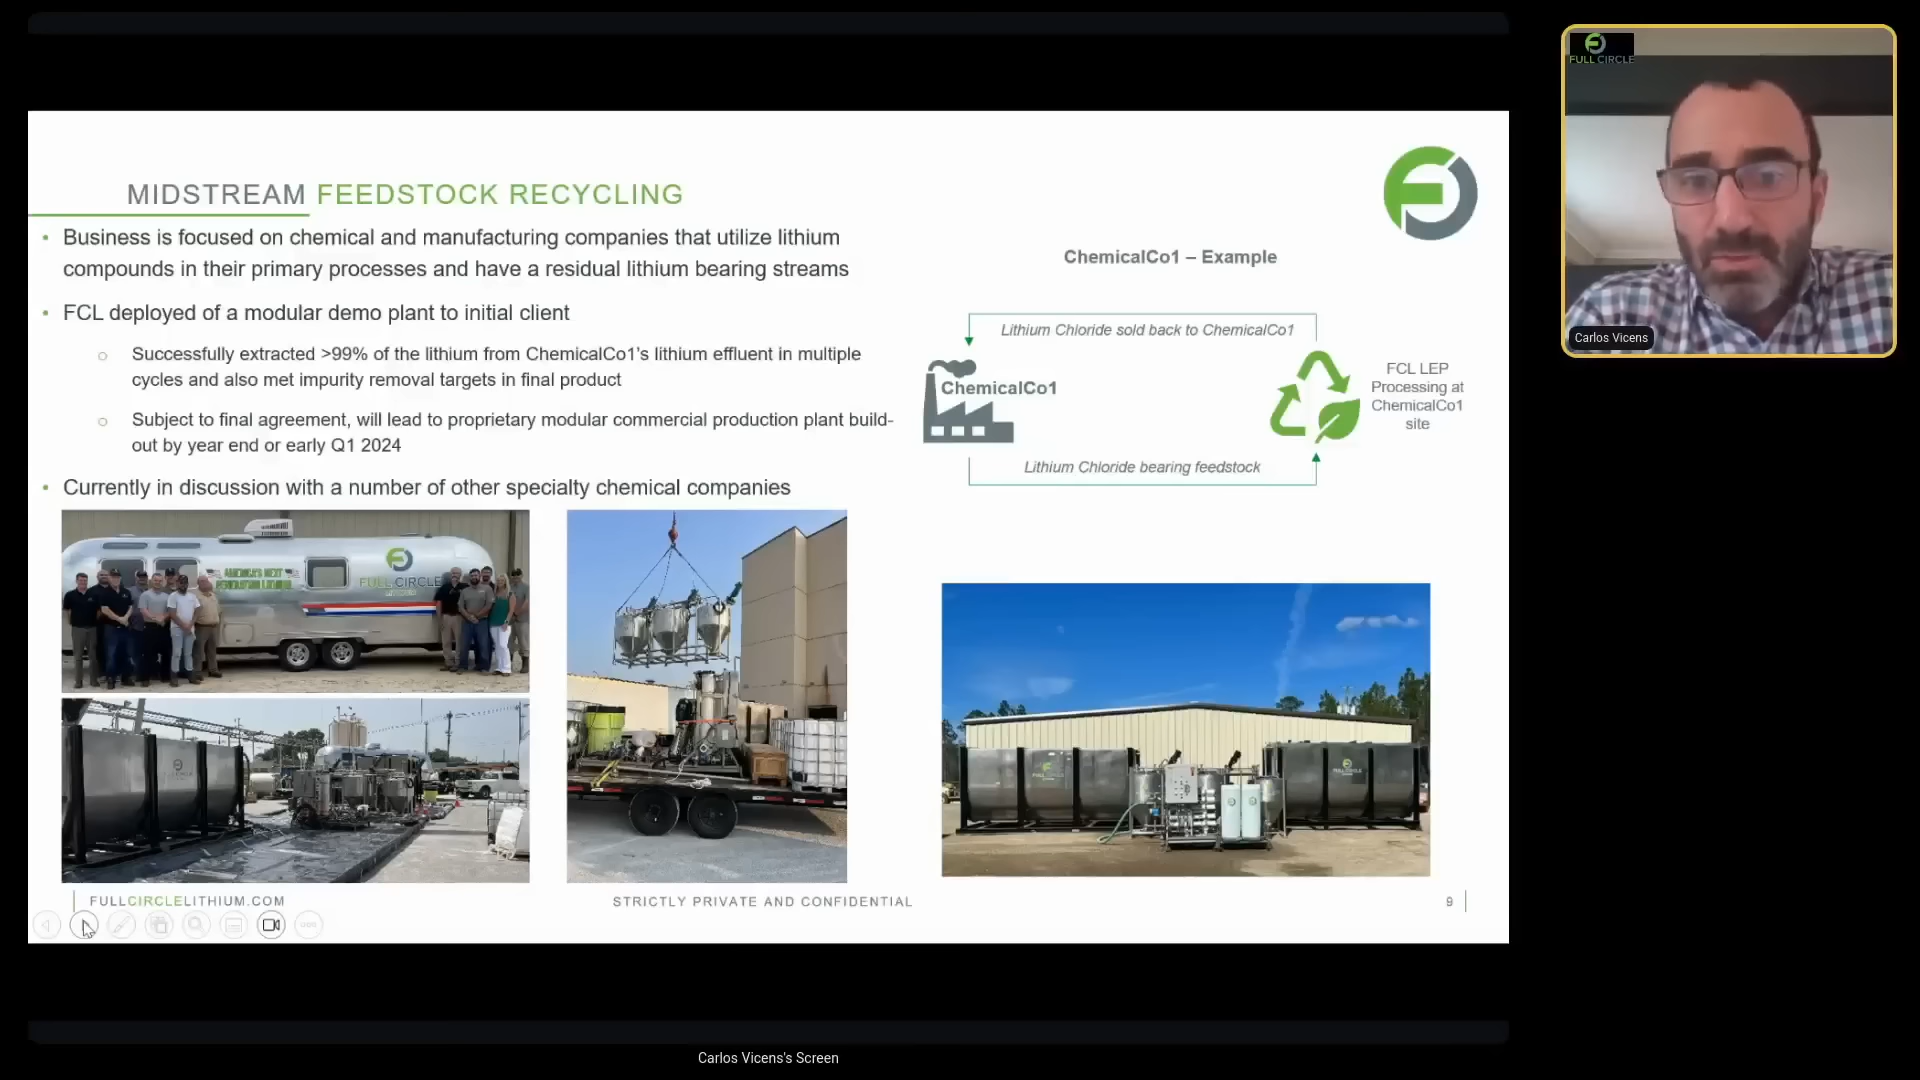 MIDSTREAM FEEDSTOCK RECYCLING
• Business is focused on chemical and manufacturing companies that utilize lithium
compounds in their primary processes and have a residual lithium bearing streams
• FCL deployed of a modular demo plant to initial client
○ Successfully extracted >99% of the lithium from ChemicalCo1's lithium effluent in multiple
cycles and also met impurity removal targets in final product
○ Subject to final agreement, will lead to proprietary modular commercial production plant build-
out by year end or early Q1 2024
• Currently in discussion with a number of other specialty chemical companies
ChemicalCo1 – Example
Lithium Chloride sold back to ChemicalCo1
ChemicalCo1
FCL LEP
Processing at
ChemicalCo1
site
Lithium Chloride bearing feedstock
AMERICA'S NEXT
FULL CIRCLE
FULL CIRCLE
FULL CIRCLE
FULLCIRCLELITHIUM.COM
STRICTLY PRIVATE AND CONFIDENTIAL
9
FULL CIRCLE
Carlos Vicens
Carlos Vicens's Screen